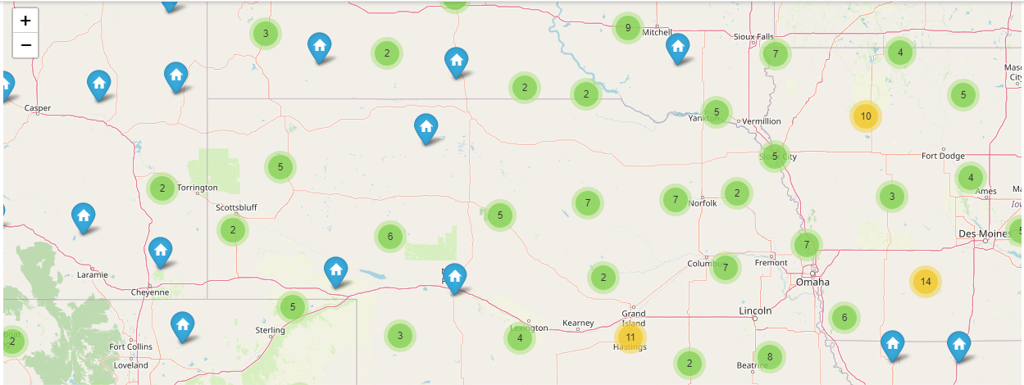 +
−
3
2
9
Mitchell
Sioux Falls
7
4
Mason
City
2
2
5
Casper
5
Yankton
Vermillion
10
5
5
Fort Dodge
2
Torrington
4
Ames
Scottsbluff
5
7
7
Norfolk
2
3
2
6
7
Des Moines
Laramie
2
Columbus
7
Fremont
Omaha
14
Cheyenne
5
Grand
Island
Lincoln
6
Sterling
Lexington
Kearney
2
Fort Collins
3
4
11
Hastings
Loveland
2
Beatrice
8